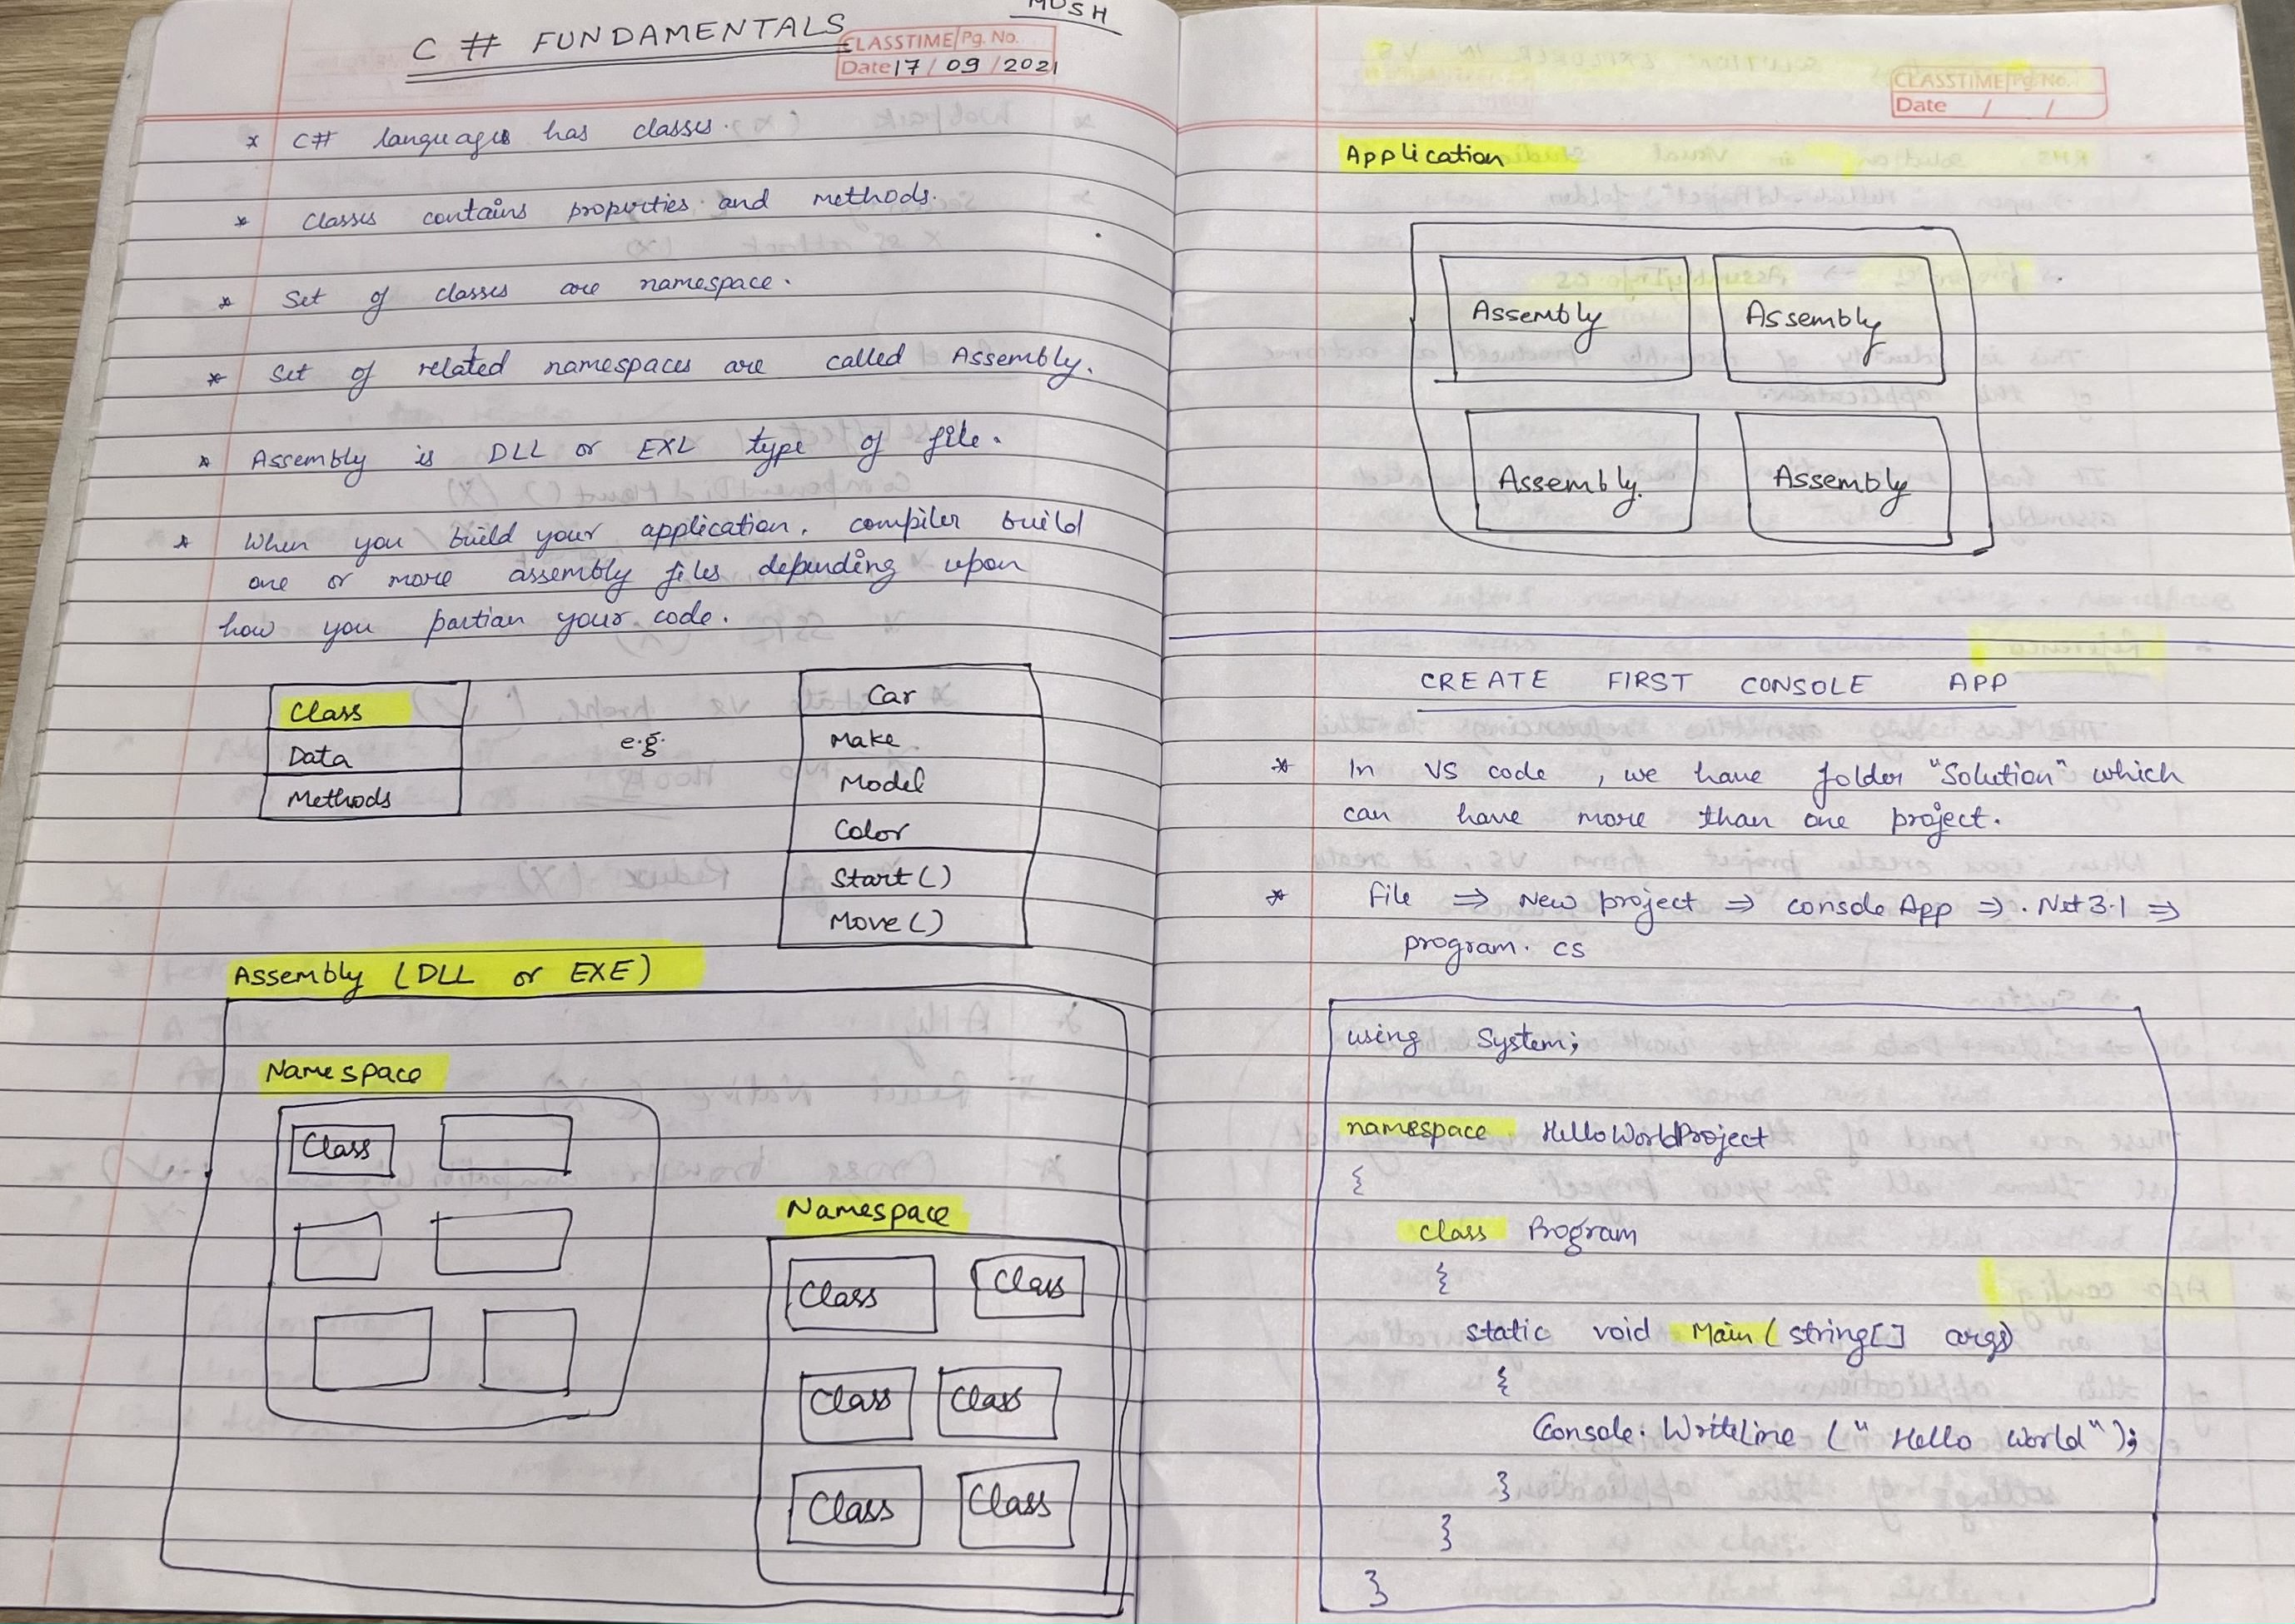 MOSH
C # FUNDAMENTALS
CLASSTIME Pg. No.
Date 17 / 09 / 2021
* C# languages has classes.
* Classes contains properties and methods.
* Set of classes are namespace.
* Set of related namespaces are called Assembly.
* Assembly is DLL or EXE type of file.
* When you build your application, compiler build
one or more assembly files depending upon
how you partian your code.
Class
Data
Methods
e.g.
Car
Make
Model
Color
Start()
Move()
Assembly (DLL or EXE)
Namespace
Class
Namespace
Class Class
Class Class
Class Class
CLASSTIME Pg. No.
Date / /
Application
Assembly Assembly
Assembly. Assembly
CREATE FIRST CONSOLE APP
* In VS code , we have folder "Solution" which
can have more than one project.
* File ⇒ New project ⇒ console App ⇒ .Net 3.1 ⇒
program. cs
using System;
namespace HelloWorldProject
{
class Program
{
static void Main (string[] args)
{
Console. WriteLine (" Hello World");
}
}
}